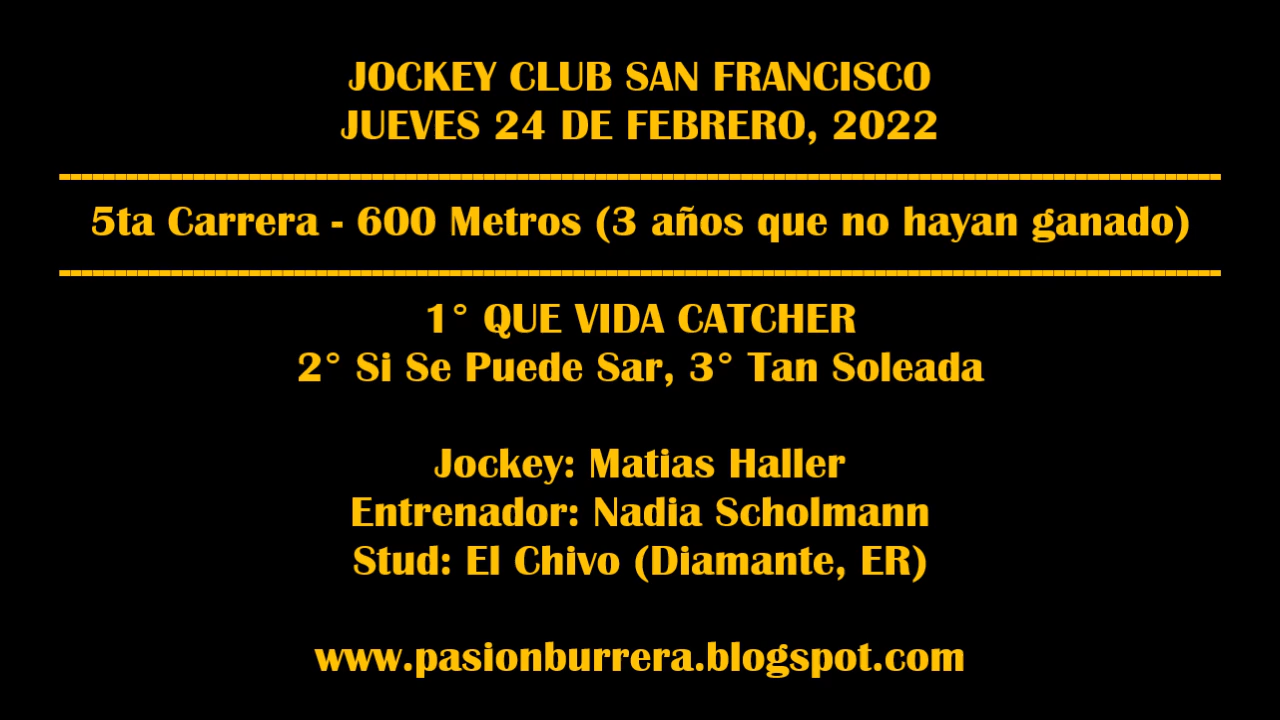 JOCKEY CLUB SAN FRANCISCO
JUEVES 24 DE FEBRERO, 2022
5ta Carrera - 600 Metros (3 años que no hayan ganado)
1° QUE VIDA CATCHER
2° Si Se Puede Sar, 3° Tan Soleada
Jockey: Matias Haller
Entrenador: Nadia Scholmann
Stud: El Chivo (Diamante, ER)
www.pasionburrera.blogspot.com